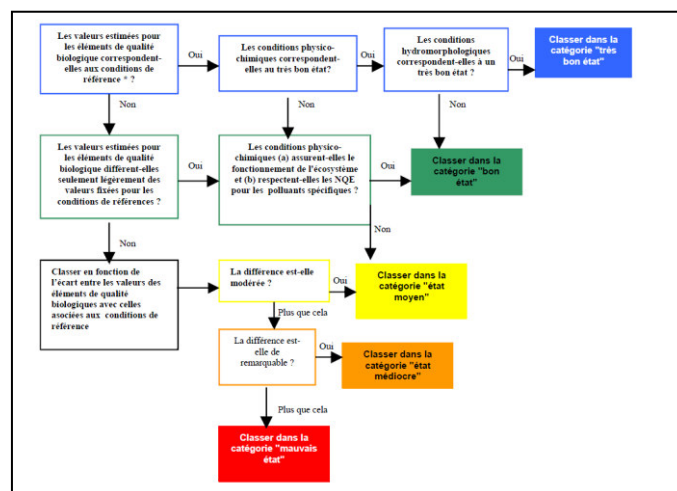 Les valeurs estimées pour
les éléments de qualité
biologique correspondent-
elles aux conditions de
référence * ?
Oui
Les conditions physico-
chimiques correspondent-
elles au très bon état?
Oui
Les conditions
hydromorphologiques
correspondent-elles à un
très bon état ?
Oui
Classer dans la
catégorie "très
bon état"
Non
Non
Non
Les valeurs estimées pour
les éléments de qualité
biologique diffèrent-elles
seulement légèrement des
valeurs fixées pour les
conditions de références ?
Oui
Les conditions physico-
chimiques (a) assurent-elles le
fonctionnement de l'écosystème
et (b) respectent-elles les NQE
pour les polluants spécifiques ?
Oui
Classer dans la
catégorie "bon
état"
Non
Non
Classer en fonction de
l'écart entre les valeurs des
éléments de qualité
biologiques avec celles
asociées aux conditions de
référence
La différence est-elle
modérée ?
Oui
Classer dans la
catégorie "état
moyen"
Plus que cela
La différence est-
elle de
remarquable ?
Oui
Classer dans la
catégorie "état
médiocre"
Plus que cela
Classer dans la
catégorie "mauvais
état"